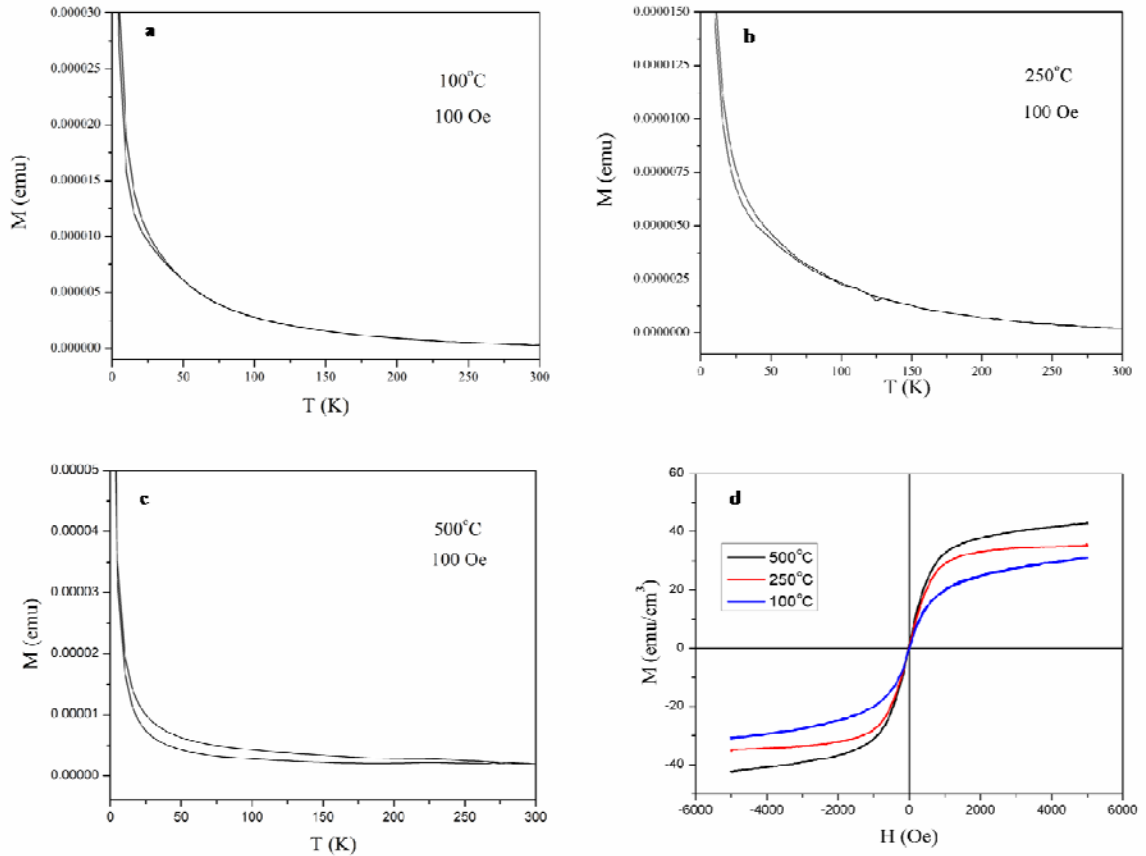 a
100°C
100 Oe
M (emu)
0.000030
0.000025
0.000020
0.000015
0.000010
0.000005
0.000000
0 50 100 150 200 250 300
T (K)
b
250°C
100 Oe
M (emu)
0.0000150
0.0000125
0.0000100
0.0000075
0.0000050
0.0000025
0.0000000
0 50 100 150 200 250 300
T (K)
c
500°C
100 Oe
M (emu)
0.00005
0.00004
0.00003
0.00002
0.00001
0.00000
0 50 100 150 200 250 300
T (K)
d
500°C
250°C
100°C
M (emu/cm³)
60
40
20
0
-20
-40
-6000 -4000 -2000 0 2000 4000 6000
H (Oe)